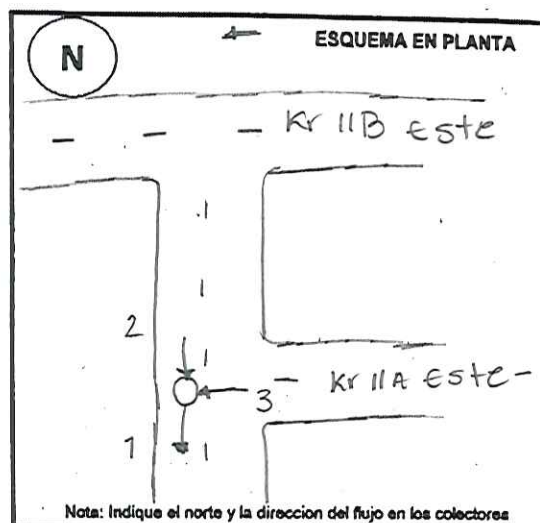 N
ESQUEMA EN PLANTA
Kr 11B Este
2
3
Kr 11A Este
1
Nota: Indique el norte y la direccion del flujo en los colectores